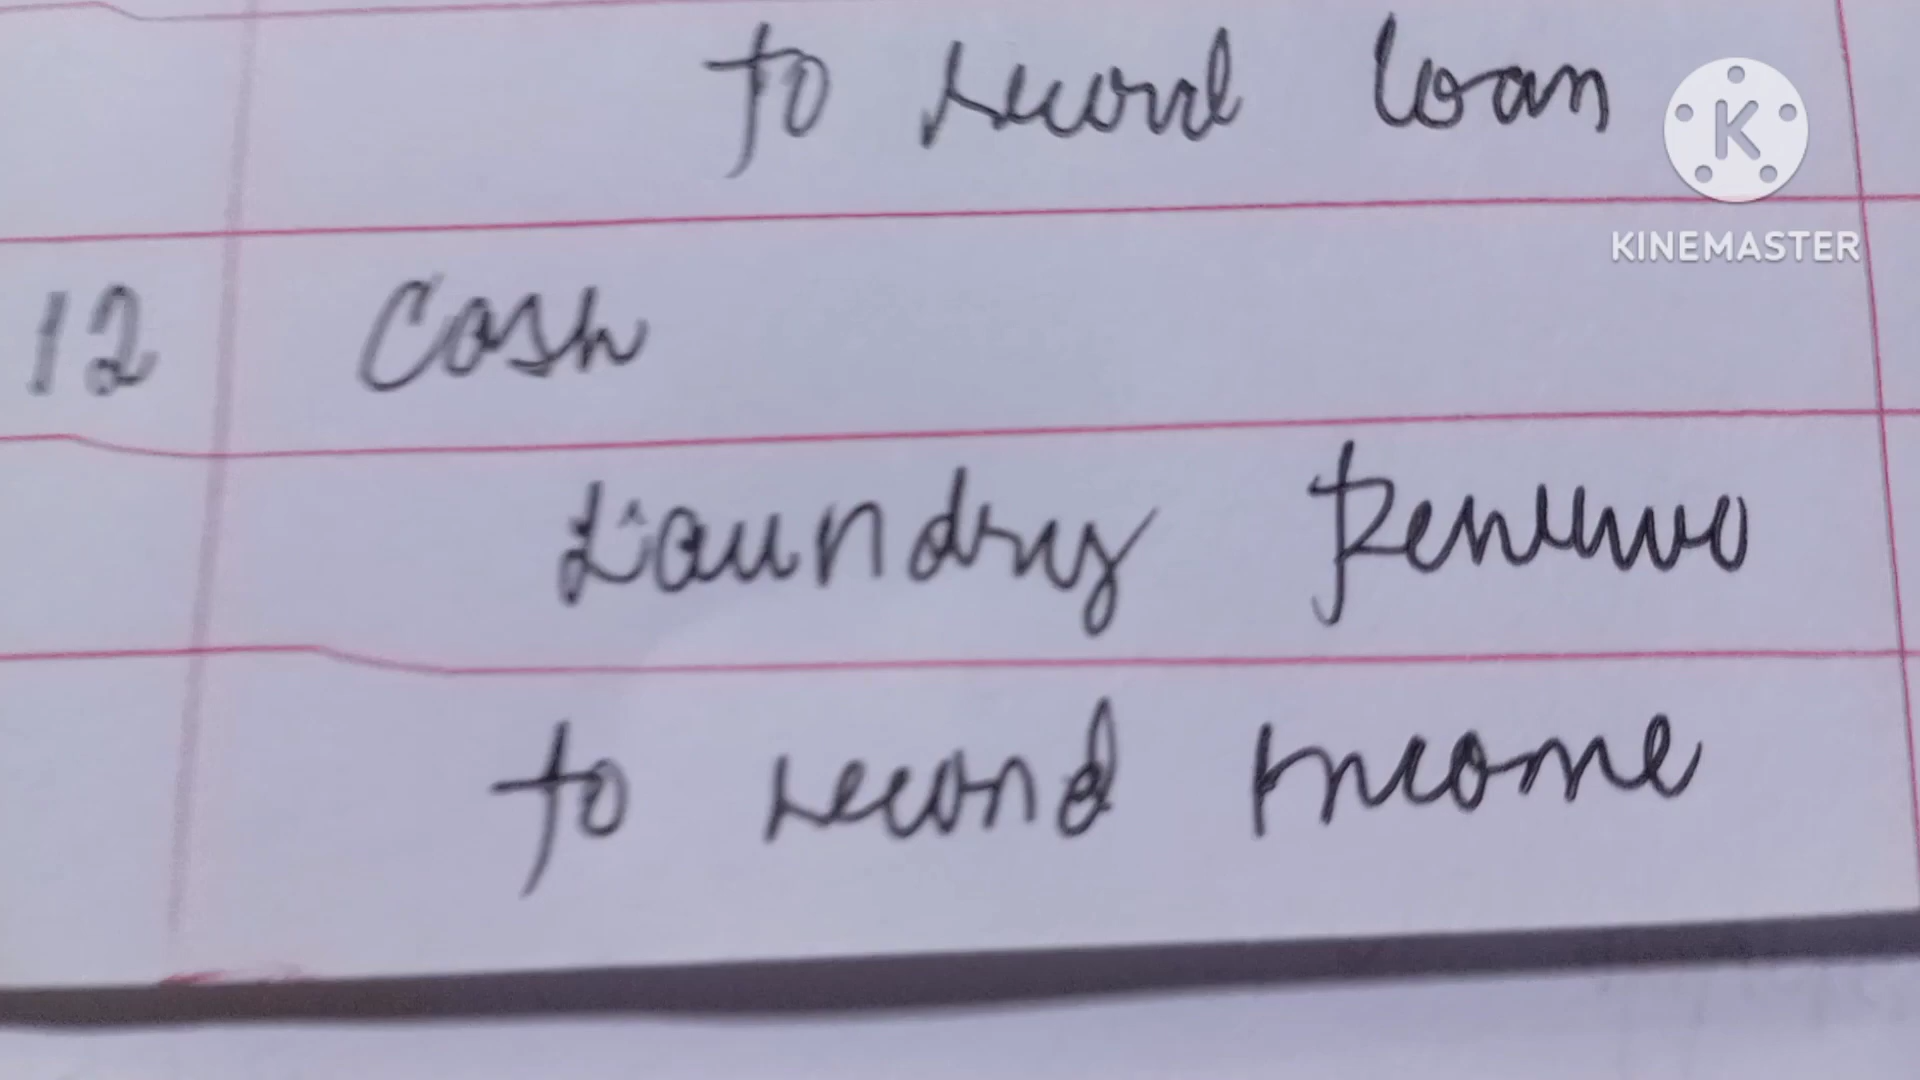 to record loan
K
KINEMASTER
12 Cash
Laundry Revenue
to record Income